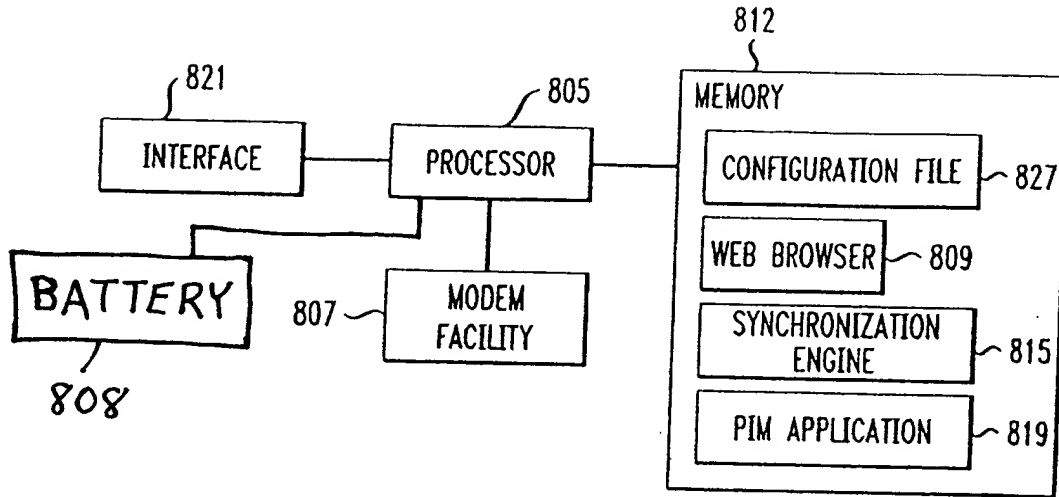 812
821
805
MEMORY
INTERFACE
PROCESSOR
CONFIGURATION FILE
827
WEB BROWSER
809
BATTERY
808
807
MODEM
FACILITY
SYNCHRONIZATION
ENGINE
815
PIM APPLICATION
819